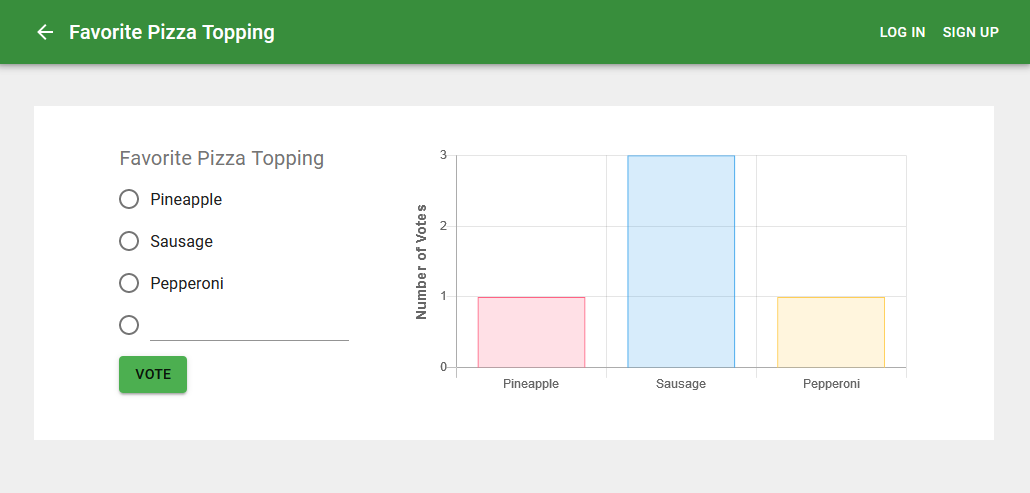 Favorite Pizza Topping
LOG IN SIGN UP
Favorite Pizza Topping
Pineapple
Sausage
Pepperoni
VOTE
Number of Votes
3
2
1
0
Pineapple Sausage Pepperoni